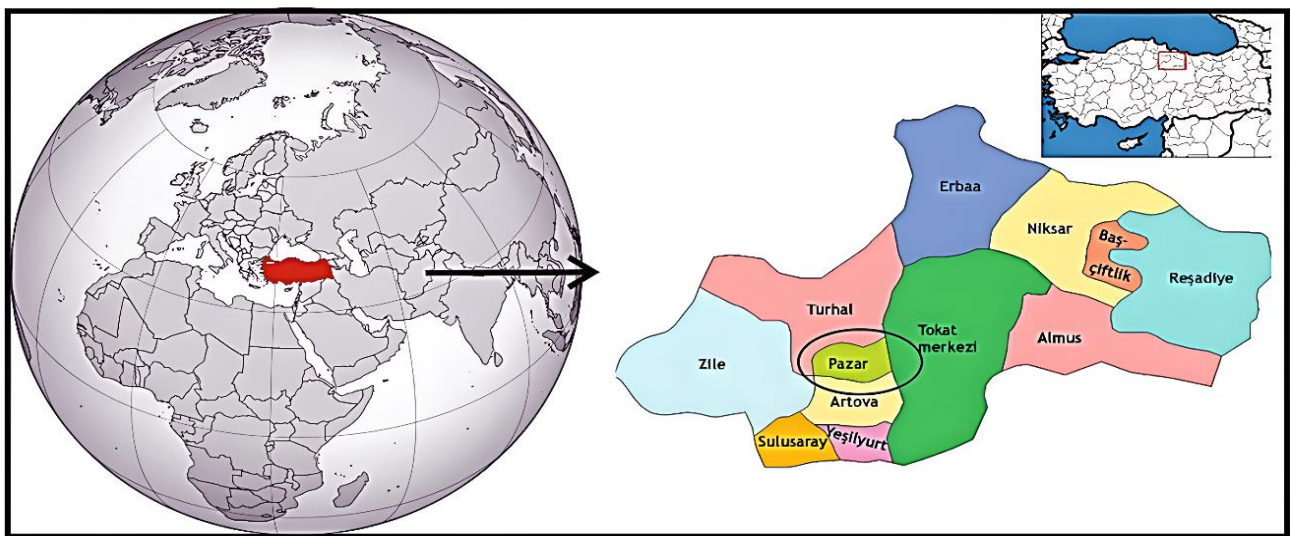 Erbaa
Niksar
Baş-
çiftlik
Reşadiye
Turhal
Tokat
merkezi
Almus
Zile
Pazar
Artova
Sulusaray
Yeşilyurt